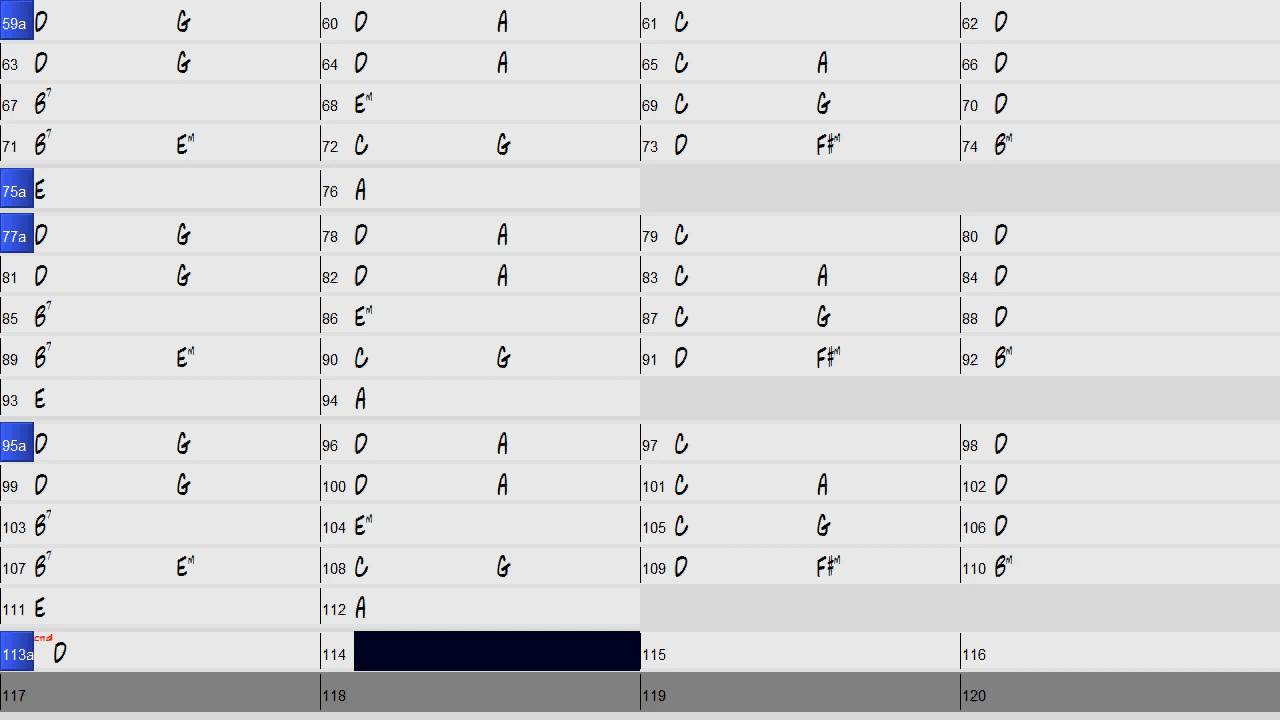 59a D G 60 D A 61 C 62 D
63 D G 64 D A 65 C A 66 D
67 B7 68 Em 69 C G 70 D
71 B7 Em 72 C G 73 D F#m 74 Bm
75a E 76 A
77a D G 78 D A 79 C 80 D
81 D G 82 D A 83 C A 84 D
85 B7 86 Em 87 C G 88 D
89 B7 Em 90 C G 91 D F#m 92 Bm
93 E 94 A
95a D G 96 D A 97 C 98 D
99 D G 100 D A 101 C A 102 D
103 B7 104 Em 105 C G 106 D
107 B7 Em 108 C G 109 D F#m 110 Bm
111 E 112 A
113a end D 114 115 116
117 118 119 120